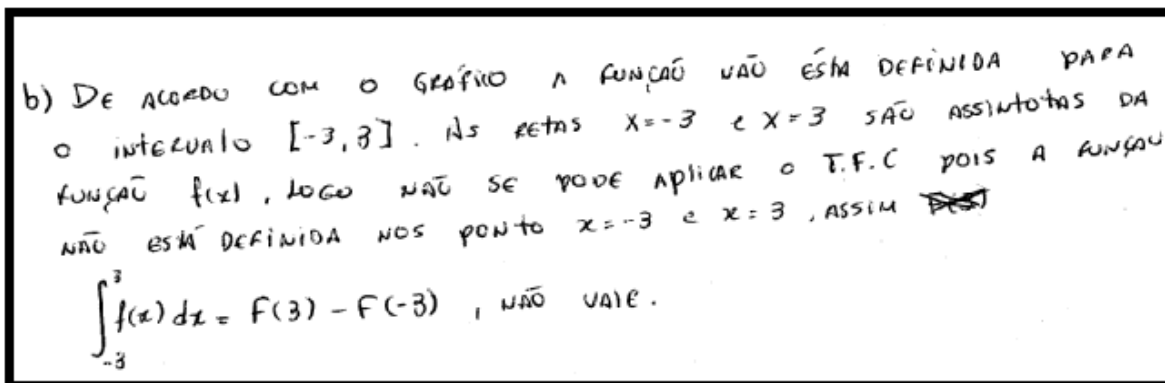 b) DE ACORDO COM O GRÁFICO A FUNÇÃO NÃO ESTÁ DEFINIDA PARA
O INTERVALO [-3,3]. AS RETAS X=-3 e X=3 SÃO ASSINTOTAS DA
FUNÇÃO f(x), LOGO NÃO SE PODE APLICAR O T.F.C POIS A FUNÇÃO
NÃO ESTÁ DEFINIDA NOS PONTO x=-3 e x=3, ASSIM
∫_{-3}^{3} f(x) dx = F(3) - F(-3), NÃO VALE.